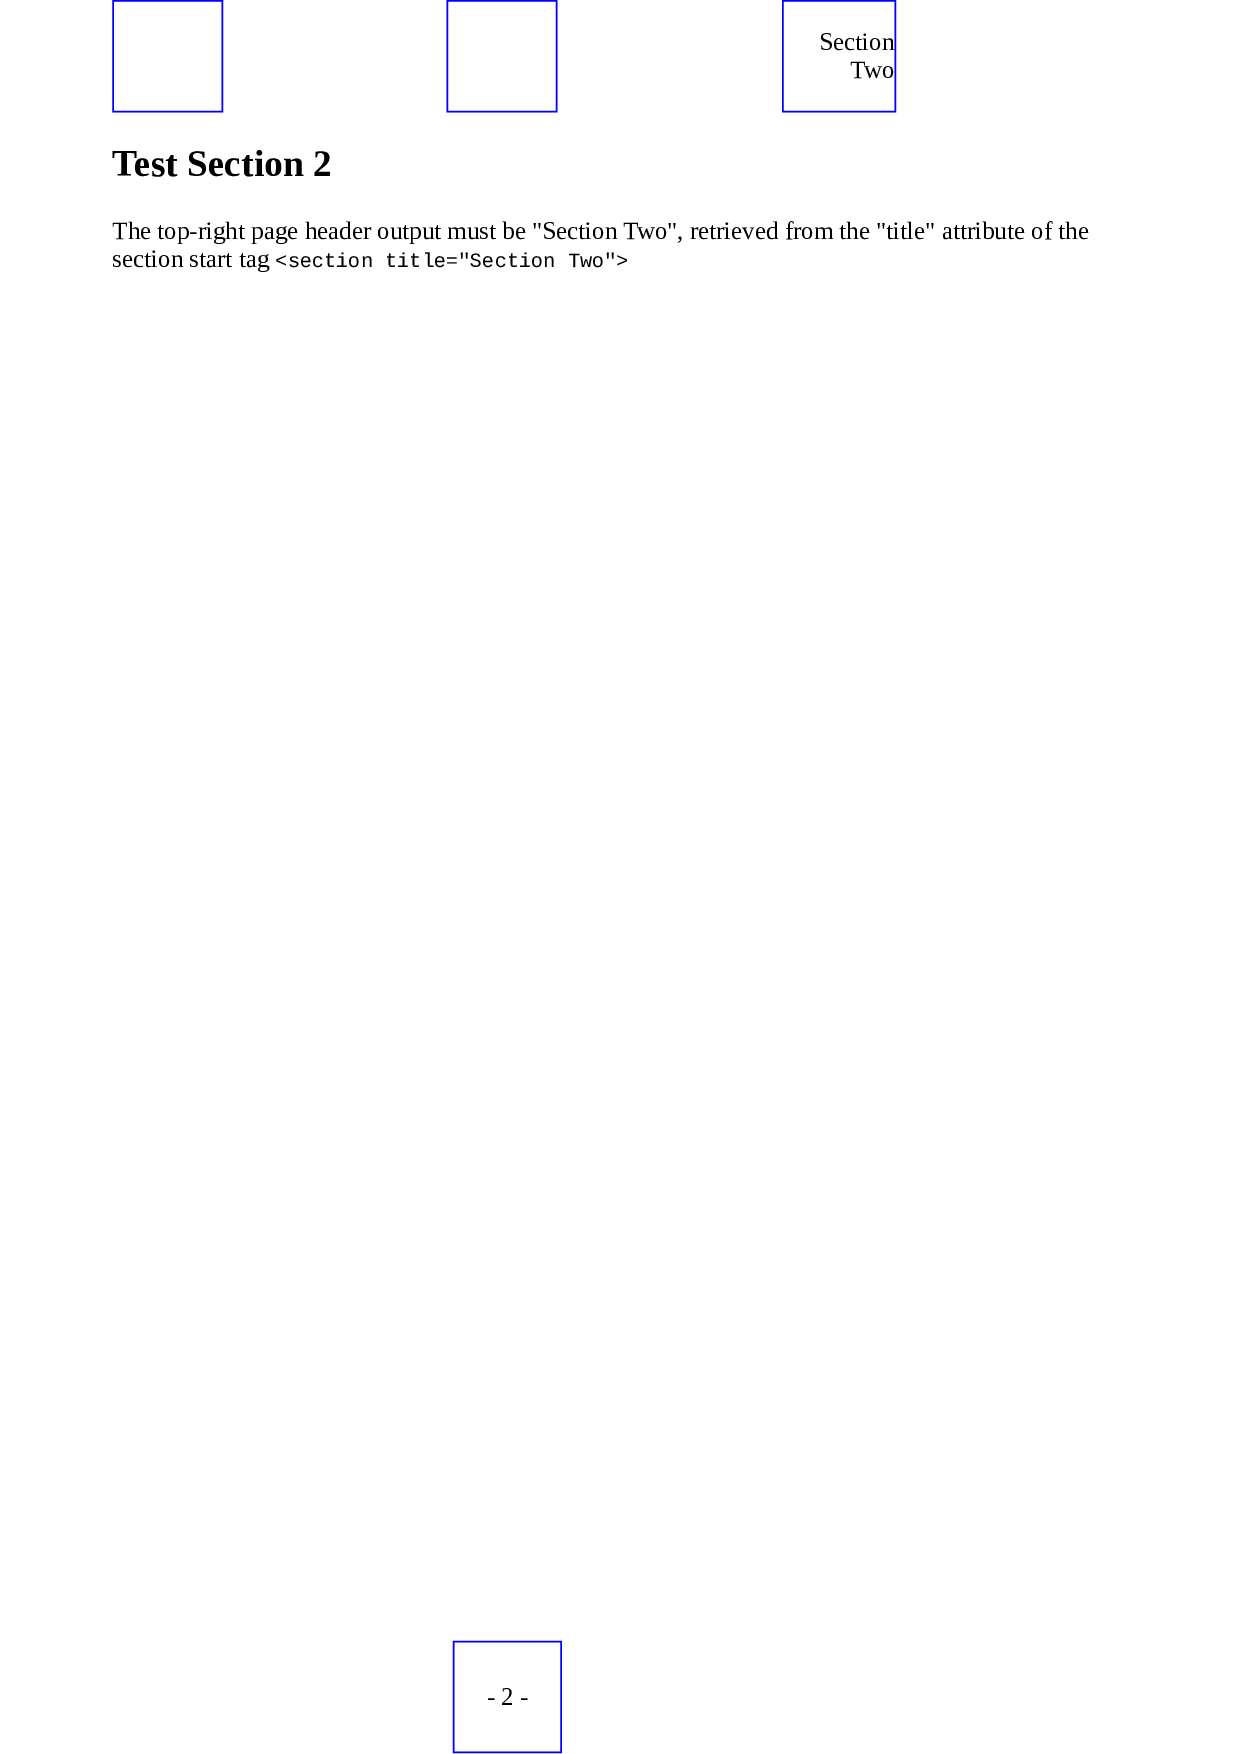 Section
Two
Test Section 2
The top-right page header output must be "Section Two", retrieved from the "title" attribute of the
section start tag <section title="Section Two">
- 2 -